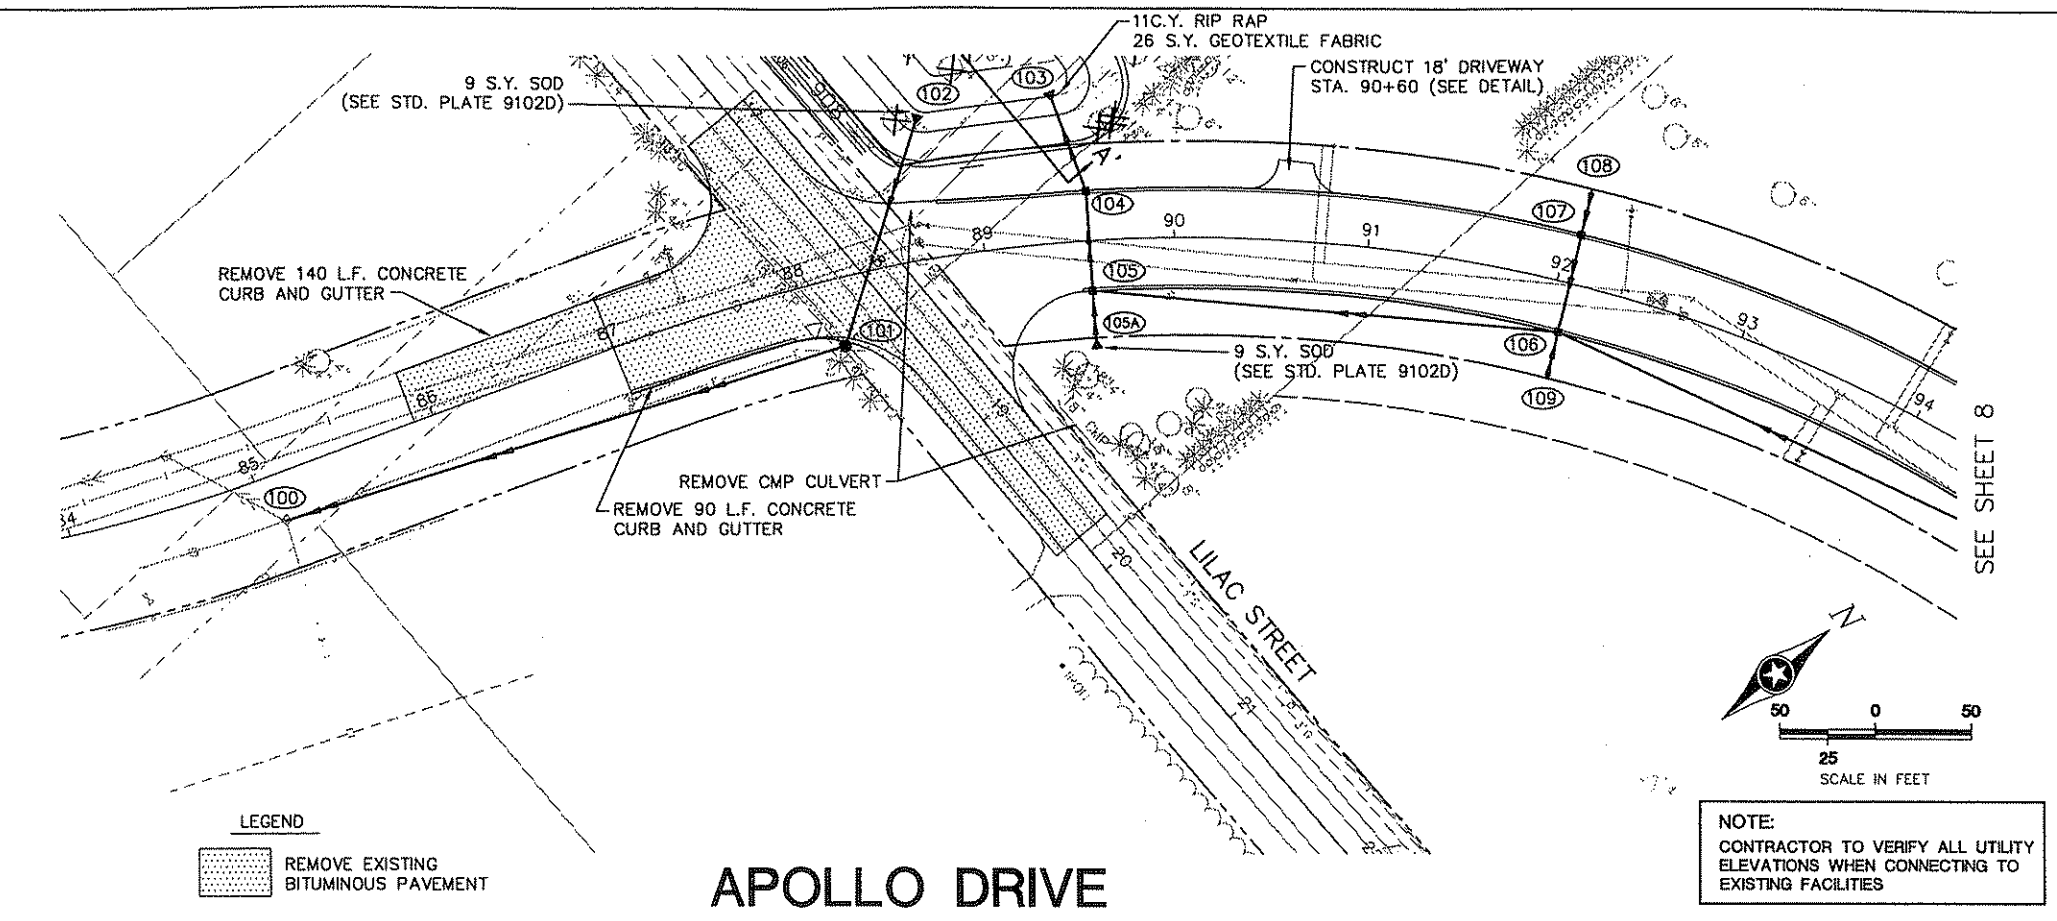 11C.Y. RIP RAP
26 S.Y. GEOTEXTILE FABRIC
9 S.Y. SOD
(SEE STD. PLATE 9102D)
CONSTRUCT 18' DRIVEWAY
STA. 90+60 (SEE DETAIL)
102
103
108
107
104
90
91
89
92
88
105
REMOVE 140 L.F. CONCRETE
CURB AND GUTTER
101
105A
93
87
106
9 S.Y. SOD
(SEE STD. PLATE 9102D)
109
86
94
19
SEE SHEET 8
85
REMOVE CMP CULVERT
100
REMOVE 90 L.F. CONCRETE
CURB AND GUTTER
84
20
LILAC STREET
21
N
50 0 50
25
SCALE IN FEET
LEGEND
REMOVE EXISTING
BITUMINOUS PAVEMENT
APOLLO DRIVE
NOTE:
CONTRACTOR TO VERIFY ALL UTILITY
ELEVATIONS WHEN CONNECTING TO
EXISTING FACILITIES